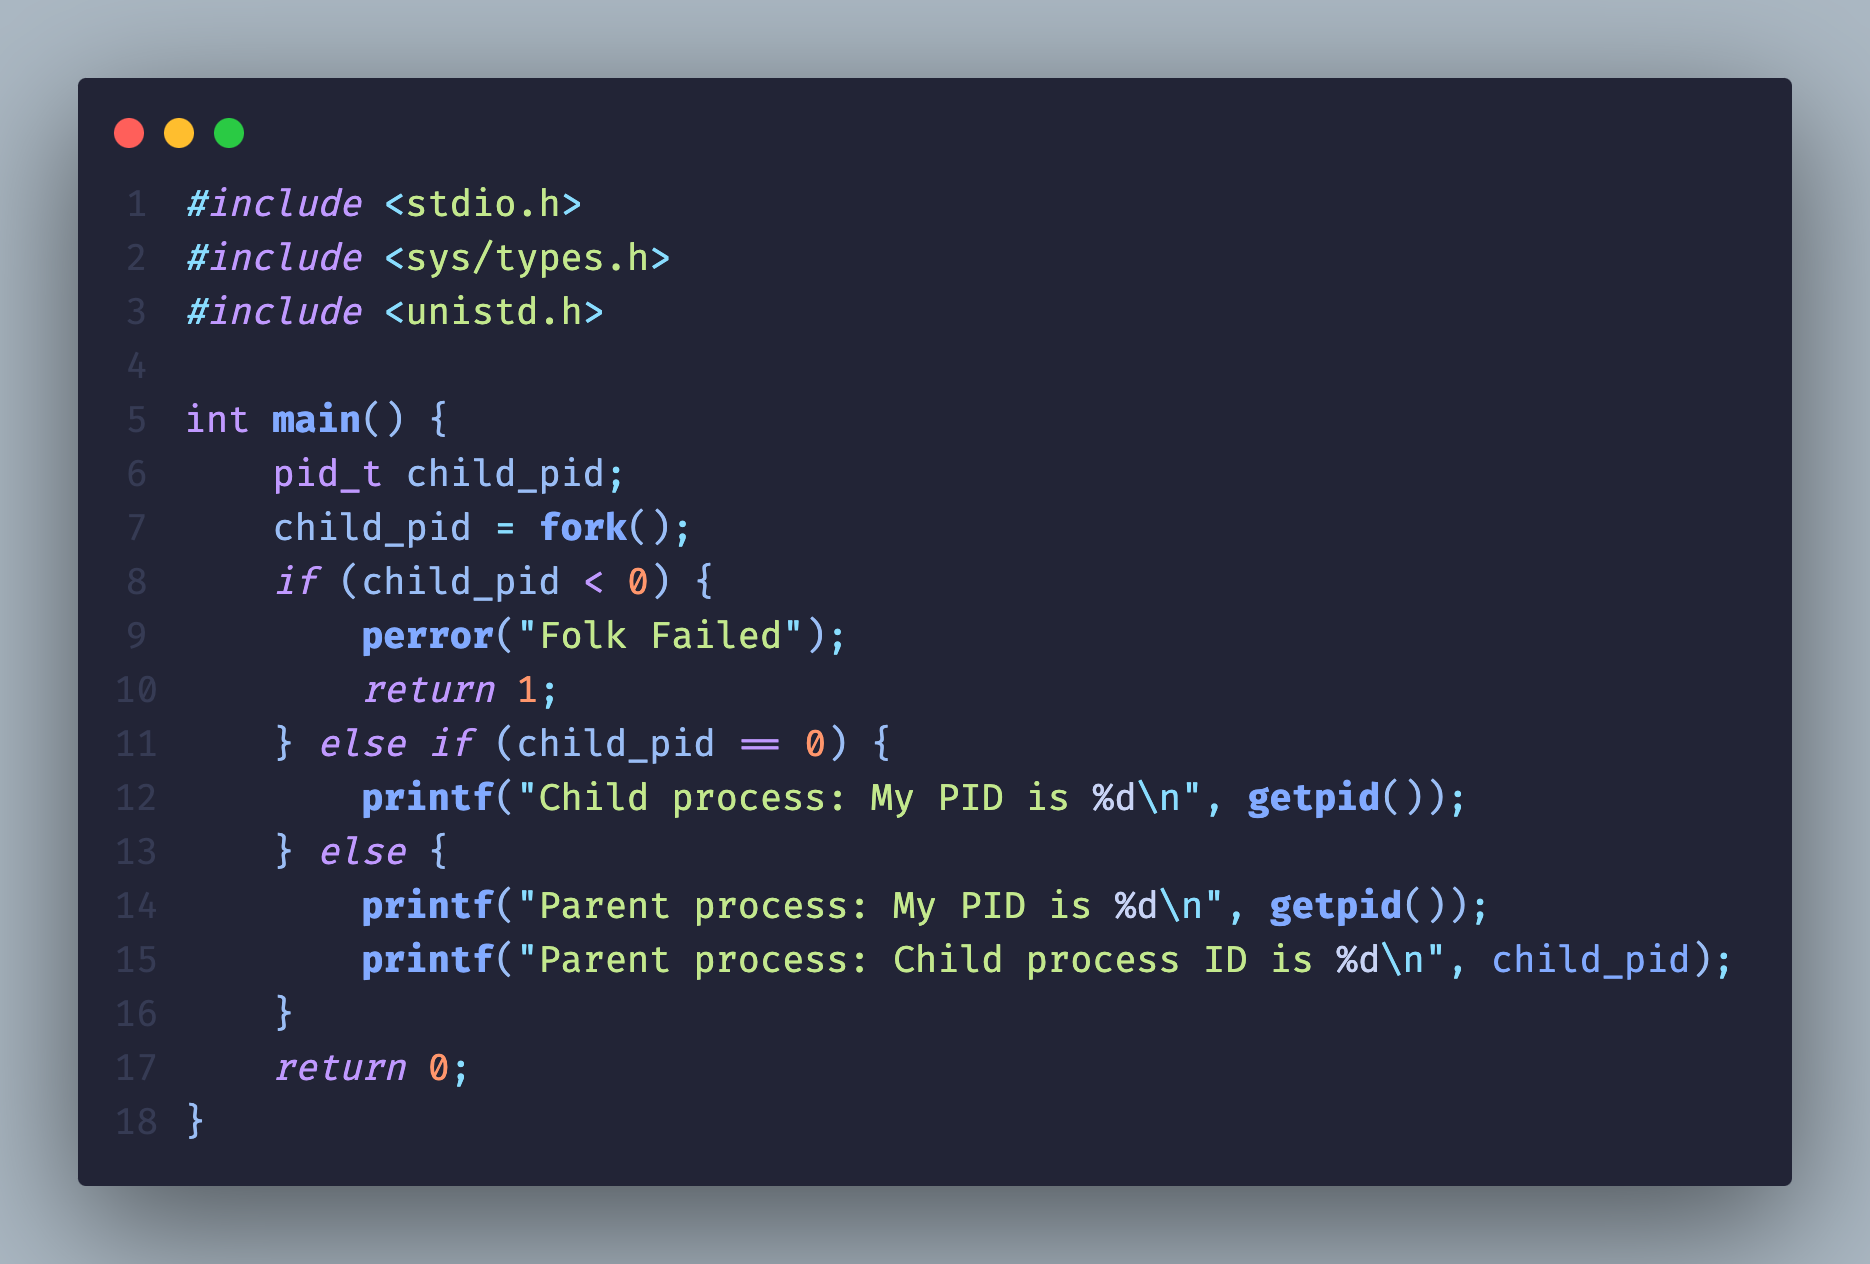 1 #include <stdio.h>
2 #include <sys/types.h>
3 #include <unistd.h>
4
5 int main() {
6     pid_t child_pid;
7     child_pid = fork();
8     if (child_pid < 0) {
9         perror("Folk Failed");
10         return 1;
11     } else if (child_pid == 0) {
12         printf("Child process: My PID is %d\n", getpid());
13     } else {
14         printf("Parent process: My PID is %d\n", getpid());
15         printf("Parent process: Child process ID is %d\n", child_pid);
16     }
17     return 0;
18 }